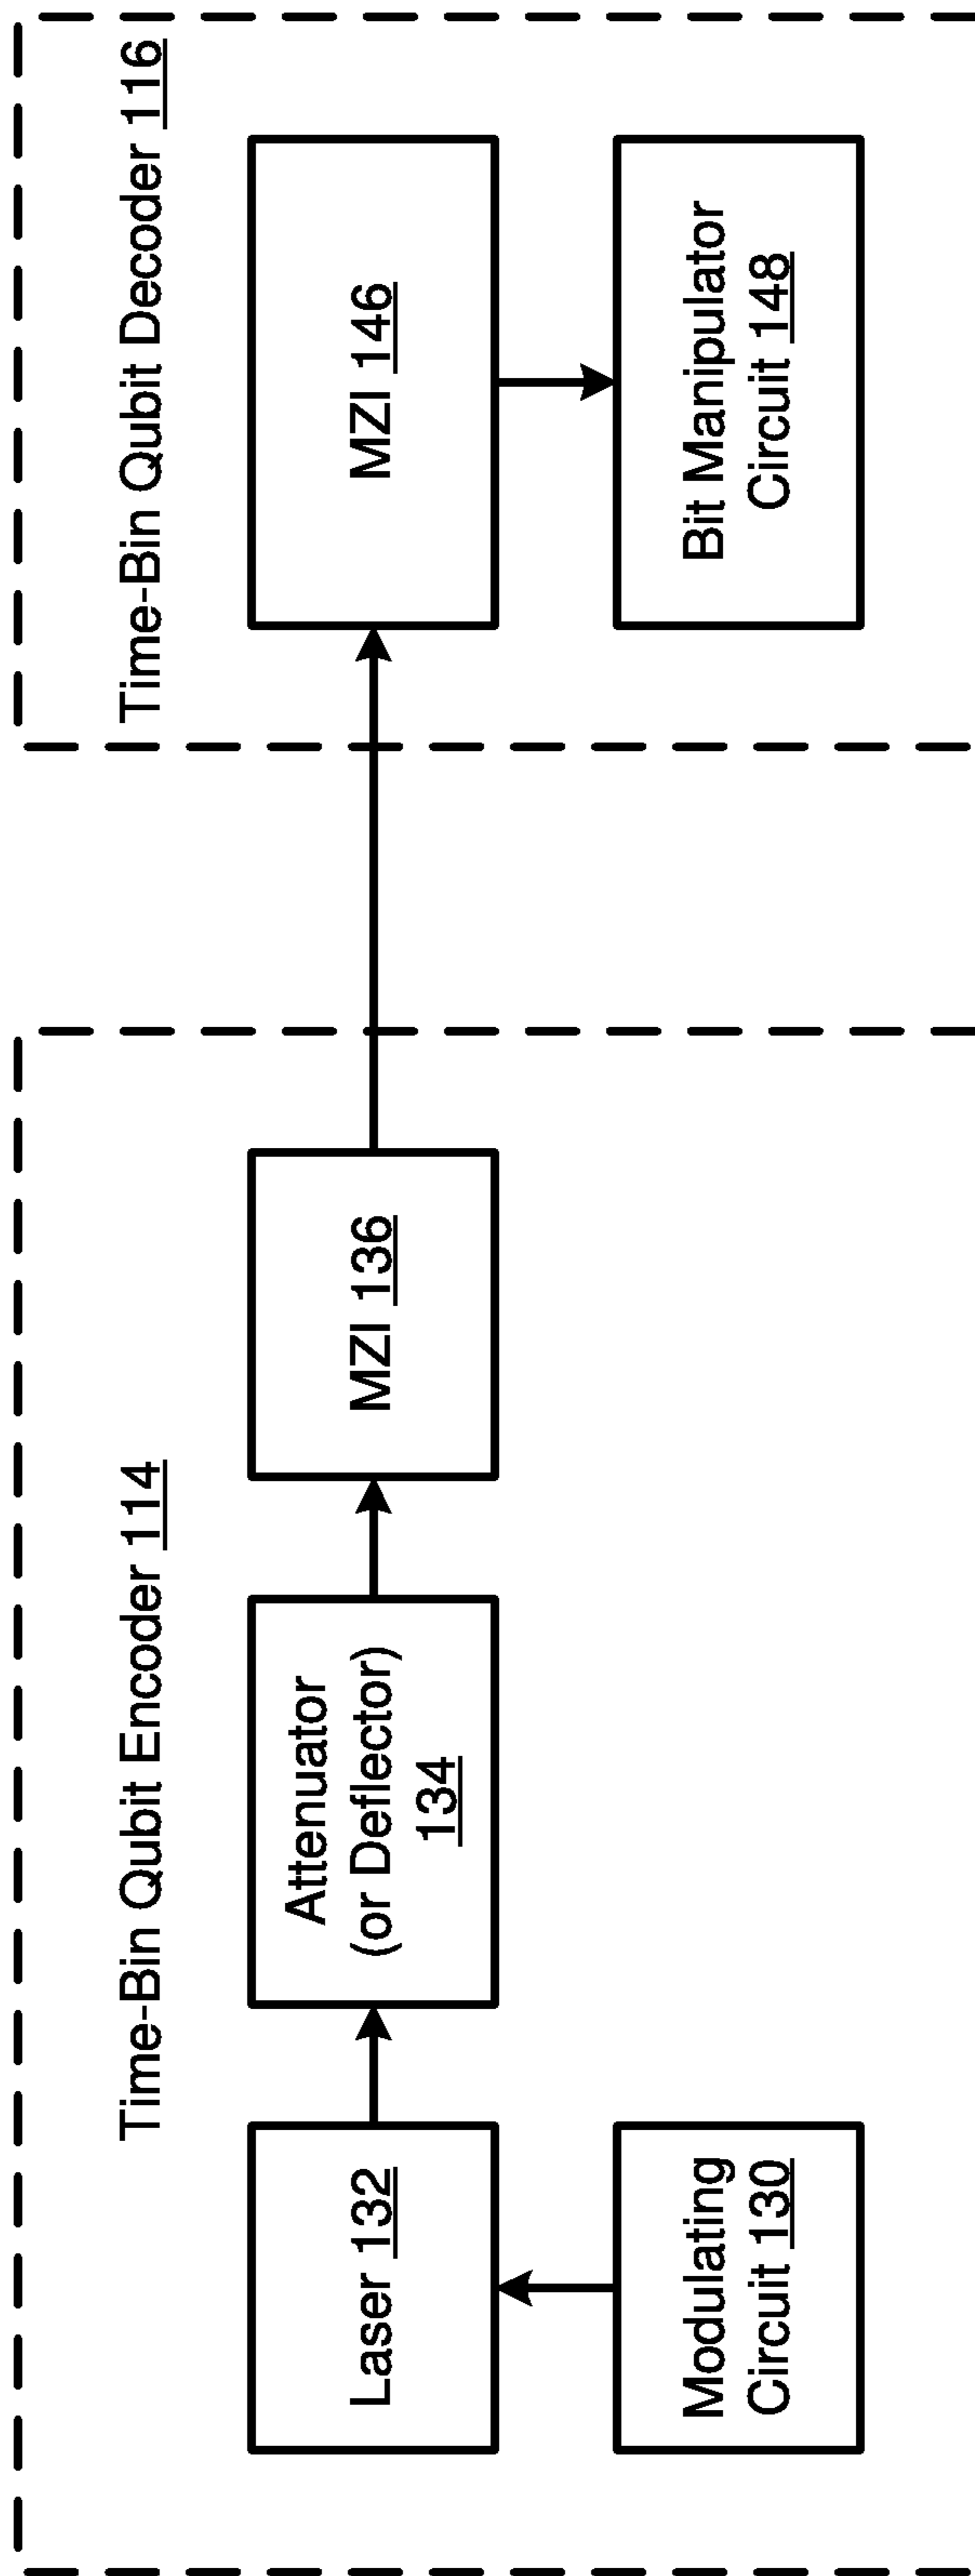 Time-Bin Qubit Encoder 114
Laser 132
Attenuator
(or Deflector)
134
MZI 136
Modulating
Circuit 130
Time-Bin Qubit Decoder 116
MZI 146
Bit Manipulator
Circuit 148